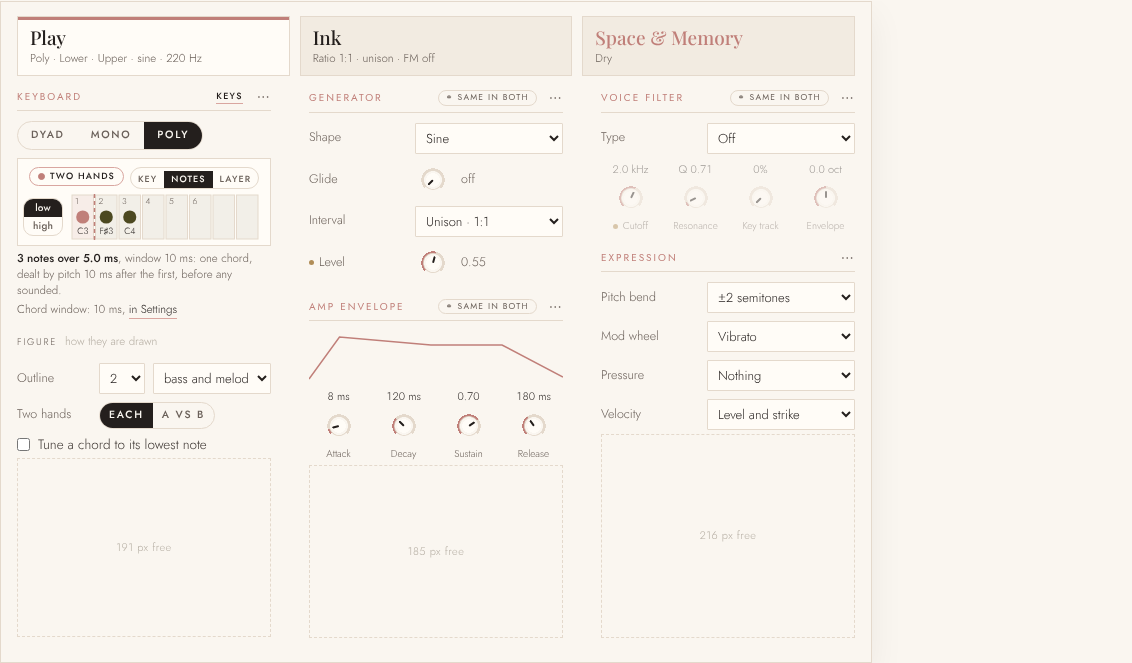 Play
Poly · Lower · Upper · sine · 220 Hz
Ink
Ratio 1:1 · unison · FM off
Space & Memory
Dry
KEYBOARD
KEYS
···
DYAD MONO POLY
TWO HANDS
KEY NOTES LAYER
low
high
1 2 3 4 5 6
C3 F♯3 C4
3 notes over 5.0 ms, window 10 ms: one chord,
dealt by pitch 10 ms after the first, before any
sounded.
Chord window: 10 ms, in Settings
FIGURE how they are drawn
Outline 2 bass and melod
Two hands EACH A VS B
Tune a chord to its lowest note
191 px free
GENERATOR SAME IN BOTH ···
Shape Sine
Glide off
Interval Unison · 1:1
Level 0.55
AMP ENVELOPE SAME IN BOTH ···
8 ms 120 ms 0.70 180 ms
Attack Decay Sustain Release
185 px free
VOICE FILTER SAME IN BOTH ···
Type Off
2.0 kHz Q 0.71 0% 0.0 oct
Cutoff Resonance Key track Envelope
EXPRESSION ···
Pitch bend ±2 semitones
Mod wheel Vibrato
Pressure Nothing
Velocity Level and strike
216 px free